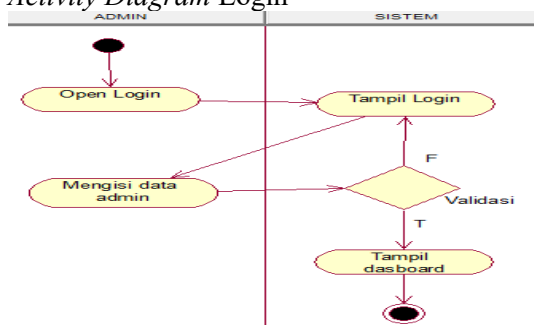 Activity Diagram Login
ADMIN
SISTEM
Open Login
Tampil Login
F
Mengisi data
admin
Validasi
T
Tampil
dasboard